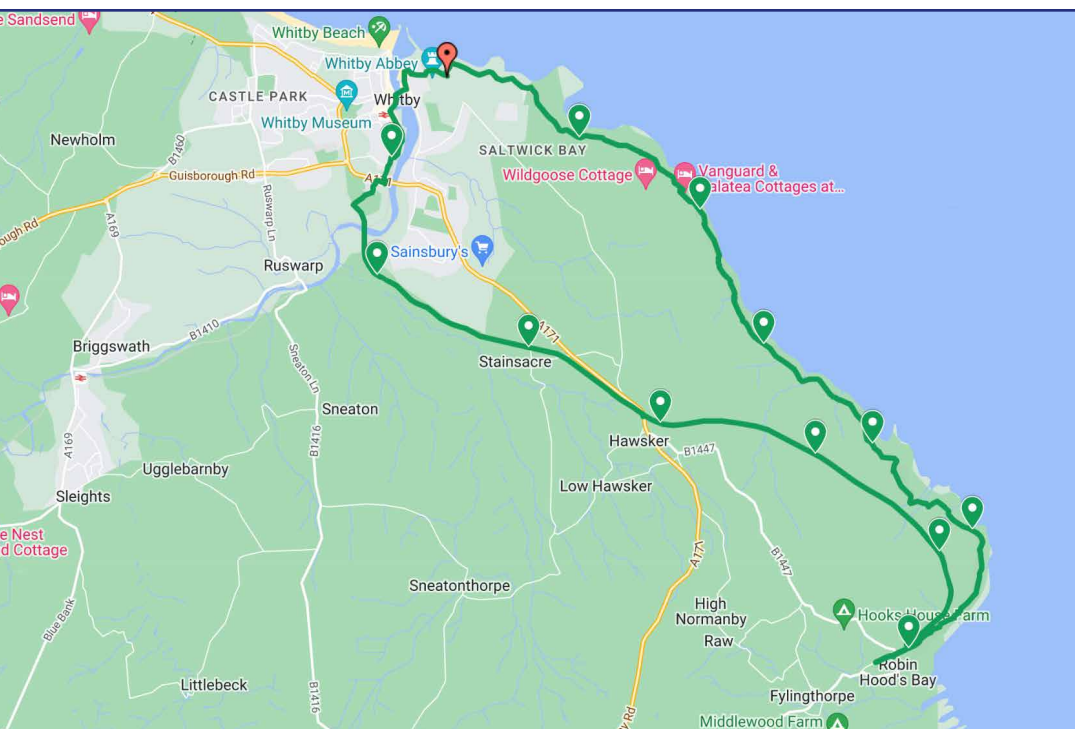 e Sandsend
Whitby Beach
Whitby Abbey
CASTLE PARK
Whitby
Whitby Museum
Newholm
B1460
SALTWICK BAY
Guisborough Rd
A171
Wildgoose Cottage
Vanguard &
alatea Cottages at...
Ruswarp Ln
A169
ough Rd
Sainsbury's
Ruswarp
B1410
A171
Briggswath
Stainsacre
Sneaton Ln
Sneaton
B1416
A169
Hawsker
B1447
Ugglebarnby
Low Hawsker
Sleights
e Nest
d Cottage
A171
B1447
Sneatonthorpe
High
Normanby
Hooks House Farm
Blue Bank
Raw
Robin
Hood's Bay
Littlebeck
B1416
Fylingthorpe
y Rd
Middlewood Farm